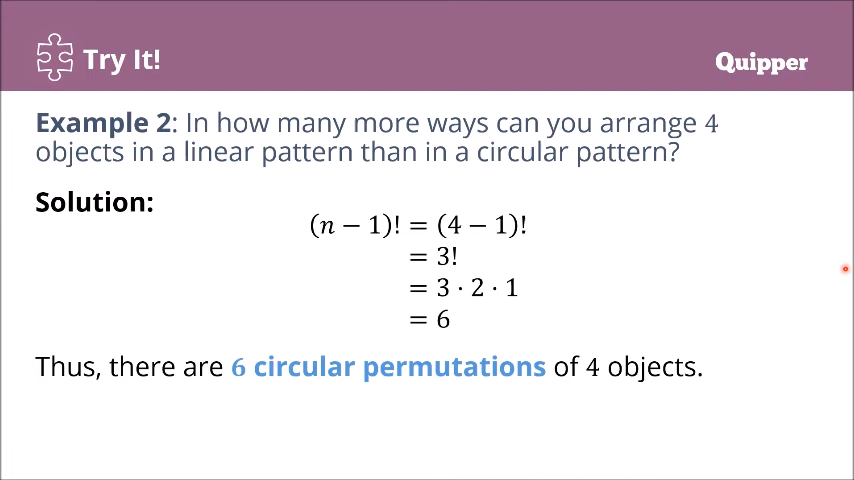 Try It!
Quipper
Example 2: In how many more ways can you arrange 4
objects in a linear pattern than in a circular pattern?
Solution:
(n − 1)! = (4 − 1)!
= 3!
= 3 · 2 · 1
= 6
Thus, there are 6 circular permutations of 4 objects.